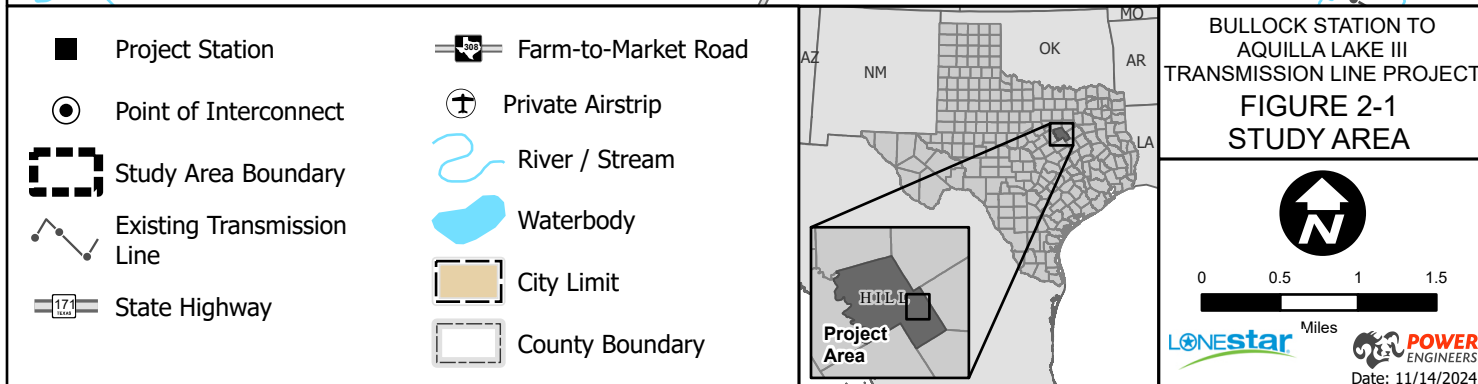 Project Station
Point of Interconnect
Study Area Boundary
Existing Transmission
Line
171
TEXAS
State Highway
308
Farm-to-Market Road
Private Airstrip
River / Stream
Waterbody
City Limit
County Boundary
MO
AZ
NM
OK
AR
LA
HILL
Project
Area
BULLOCK STATION TO
AQUILLA LAKE III
TRANSMISSION LINE PROJECT
FIGURE 2-1
STUDY AREA
N
0 0.5 1 1.5
Miles
LONEstar
POWER
ENGINEERS
Date: 11/14/2024